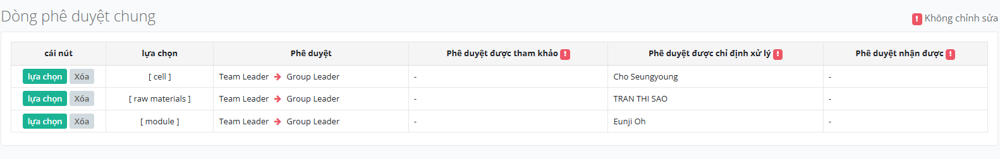 Dòng phê duyệt chung
! Không chỉnh sửa
cái nút lựa chọn Phê duyệt Phê duyệt được tham khảo ! Phê duyệt được chỉ định xử lý ! Phê duyệt nhận được !
lựa chọn Xóa [ cell ] Team Leader → Group Leader - Cho Seungyoung -
lựa chọn Xóa [ raw materials ] Team Leader → Group Leader - TRAN THI SAO -
lựa chọn Xóa [ module ] Team Leader → Group Leader - Eunji Oh -